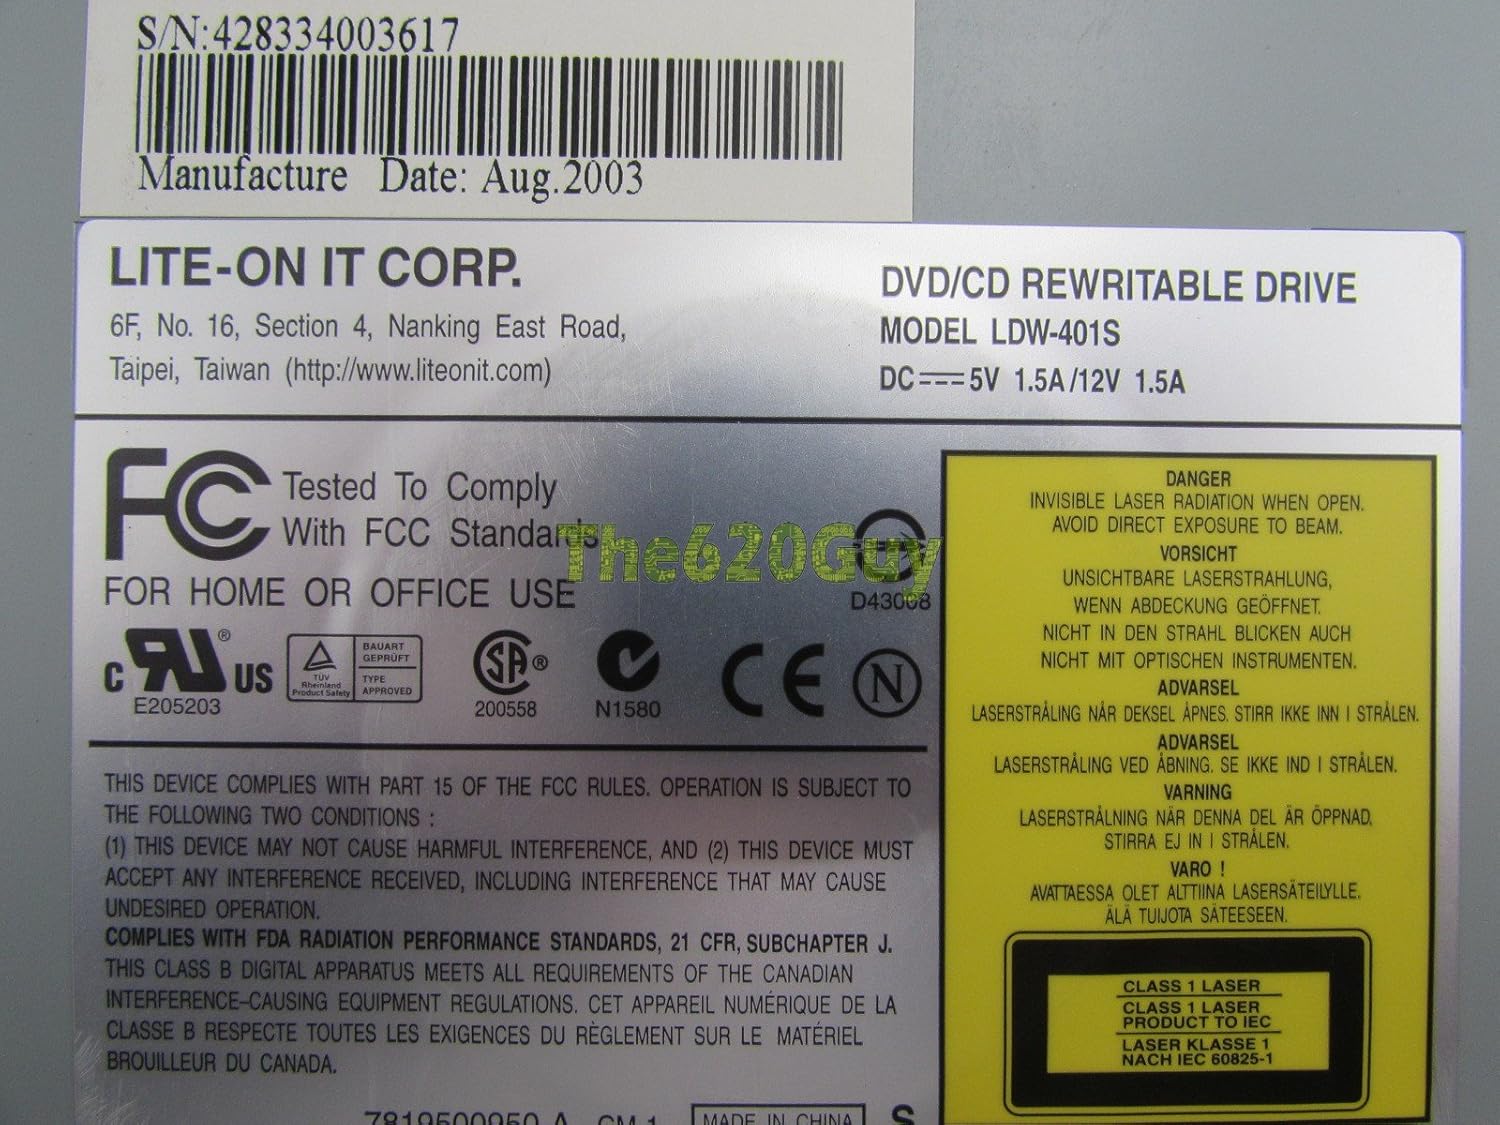 S/N:428334003617
Manufacture Date: Aug.2003
LITE-ON IT CORP.
6F, No. 16, Section 4, Nanking East Road,
Taipei, Taiwan (http://www.liteonit.com)
DVD/CD REWRITABLE DRIVE
MODEL LDW-401S
DC 5V 1.5A/12V 1.5A
FC Tested To Comply
With FCC Standards
FOR HOME OR OFFICE USE
The620Guy
D43008
C RU ® US
E205203
TÜV
Rheinland
Product Safety
BAUART
GEPRÜFT
TYPE
APPROVED
SA ®
200558
N1580
CE
N
THIS DEVICE COMPLIES WITH PART 15 OF THE FCC RULES. OPERATION IS SUBJECT TO
THE FOLLOWING TWO CONDITIONS :
(1) THIS DEVICE MAY NOT CAUSE HARMFUL INTERFERENCE, AND (2) THIS DEVICE MUST
ACCEPT ANY INTERFERENCE RECEIVED, INCLUDING INTERFERENCE THAT MAY CAUSE
UNDESIRED OPERATION.
COMPLIES WITH FDA RADIATION PERFORMANCE STANDARDS, 21 CFR, SUBCHAPTER J.
THIS CLASS B DIGITAL APPARATUS MEETS ALL REQUIREMENTS OF THE CANADIAN
INTERFERENCE-CAUSING EQUIPMENT REGULATIONS. CET APPAREIL NUMÉRIQUE DE LA
CLASSE B RESPECTE TOUTES LES EXIGENCES DU RÈGLEMENT SUR LE MATÉRIEL
BROUILLEUR DU CANADA.
7819500950-A CM-1 MADE IN CHINA S
DANGER
INVISIBLE LASER RADIATION WHEN OPEN.
AVOID DIRECT EXPOSURE TO BEAM.
VORSICHT
UNSICHTBARE LASERSTRAHLUNG,
WENN ABDECKUNG GEÖFFNET.
NICHT IN DEN STRAHL BLICKEN AUCH
NICHT MIT OPTISCHEN INSTRUMENTEN.
ADVARSEL
LASERSTRÅLING NÅR DEKSEL ÅPNES. STIRR IKKE INN I STRÅLEN.
ADVARSEL
LASERSTRÅLING VED ÅBNING. SE IKKE IND I STRÅLEN.
VARNING
LASERSTRÅLNING NÄR DENNA DEL ÄR ÖPPNAD,
STIRRA EJ IN I STRÅLEN.
VARO !
AVATTAESSA OLET ALTTIINA LASERSÄTEILYLLE.
ÄLÄ TUIJOTA SÄTEESEEN.
CLASS 1 LASER
CLASS 1 LASER
PRODUCT TO IEC
LASER KLASSE 1
NACH IEC 60825-1